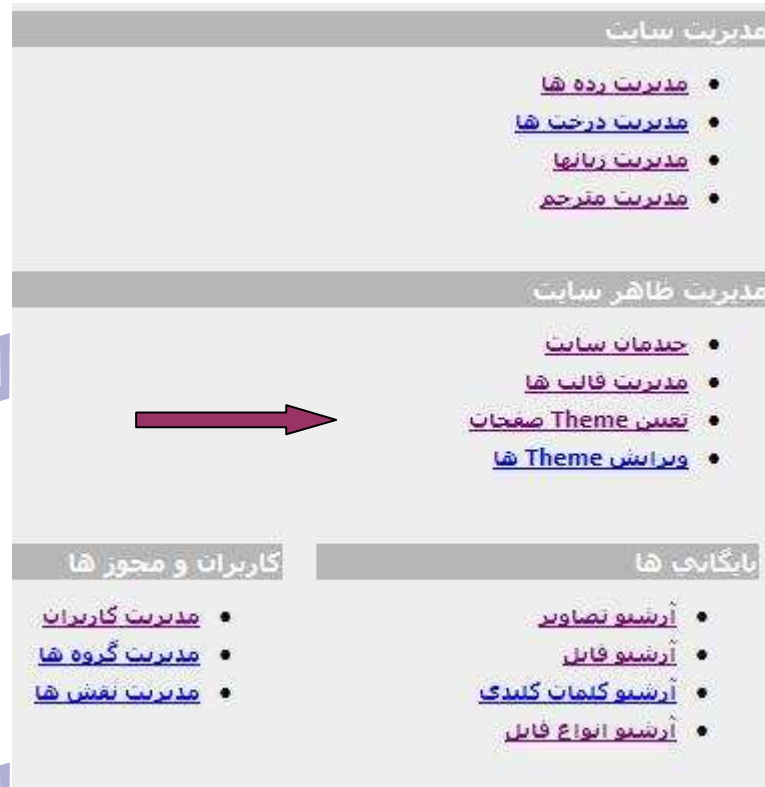 مدیریت سایت
مدیریت رده ها
مدیریت درخت ها
مدیریت زبانها
مدیریت مترجم
مدیریت ظاهر سایت
چیدمان سایت
مدیریت قالب ها
تعیین Theme صفحات
ویرایش Theme ها
بایگانی ها
آرشیو تصاویر
آرشیو فایل
آرشیو کلمات کلیدی
آرشیو انواع فایل
کاربران و مجوز ها
مدیریت کاربران
مدیریت گروه ها
مدیریت نقش ها